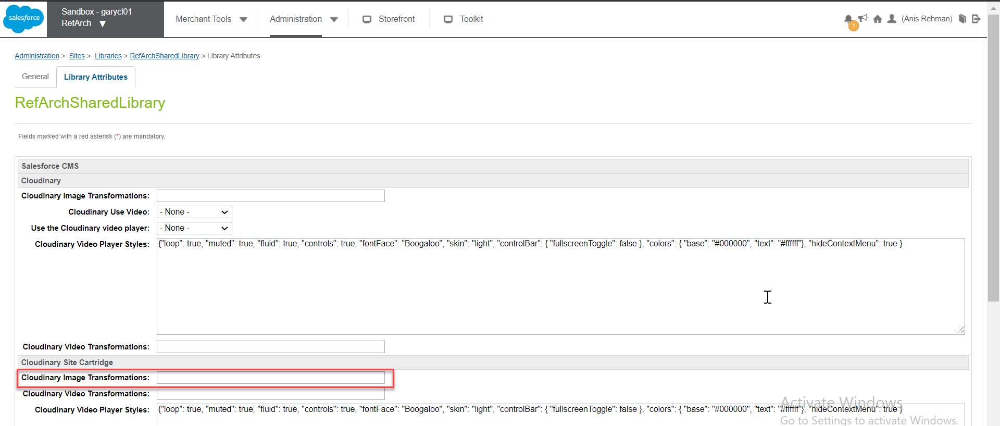 salesforce
Sandbox - garycl01
RefArch
Merchant Tools
Administration
Storefront
Toolkit
1
(Anis Rehman)
Administration > Sites > Libraries > RefArchSharedLibrary > Library Attributes
General
Library Attributes
RefArchSharedLibrary
Fields marked with a red asterisk (*) are mandatory.
Salesforce CMS
Cloudinary
Cloudinary Image Transformations:
Cloudinary Use Video: - None -
Use the Cloudinary video player: - None -
Cloudinary Video Player Styles: {"loop": true, "muted": true, "fluid": true, "controls": true, "fontFace": "Boogaloo", "skin": "light", "controlBar": { "fullscreenToggle": false }, "colors": { "base": "#000000", "text": "#ffffff"}, "hideContextMenu": true }
Cloudinary Video Transformations:
Cloudinary Site Cartridge
Cloudinary Image Transformations:
Cloudinary Video Transformations:
Cloudinary Video Player Styles: {"loop": true, "muted": true, "fluid": true, "controls": true, "fontFace": "Boogaloo", "skin": "light", "controlBar": { "fullscreenToggle": false }, "colors": { "base": "#000000", "text": "#ffffff"}, "hideContextMenu": true }
Activate Windows
Go to Settings to activate Windows.